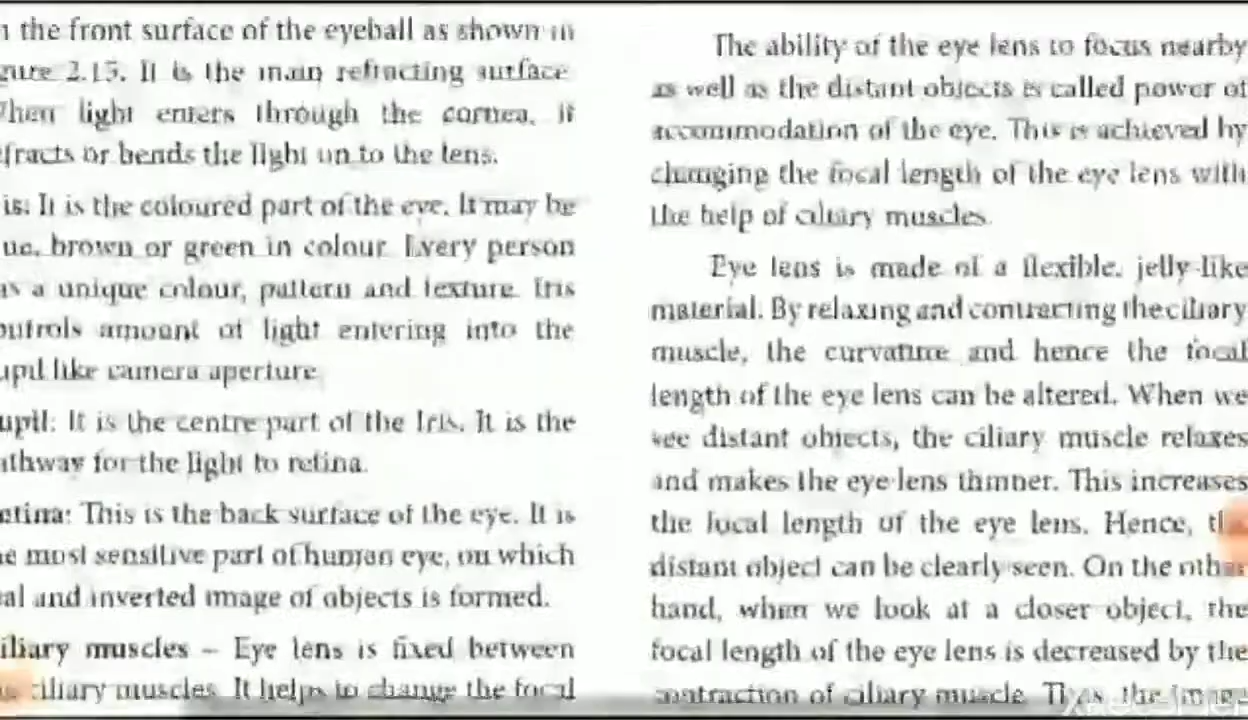 the front surface of the eyeball as shown in
gure 2.15. It is the main refracting surface
hen light enters through the cornea, it
fracts or bends the light on to the lens.
is: It is the coloured part of the eye. It may be
ue, brown or green in colour. Every person
as a unique colour, pattern and texture. Iris
ontrols amount of light entering into the
upil like camera aperture
upil: It is the centre part of the Iris. It is the
athway for the light to retina.
etina: This is the back surface of the eye. It is
e most sensitive part of human eye, on which
al and inverted image of objects is formed.
iliary muscles – Eye lens is fixed between
ciliary muscles. It helps to change the focal
The ability of the eye lens to focus nearby
as well as the distant objects is called power of
accommodation of the eye. This is achieved by
changing the focal length of the eye lens with
the help of ciliary muscles.
Eye lens is made of a flexible, jelly-like
material. By relaxing and contracting the ciliary
muscle, the curvature and hence the focal
length of the eye lens can be altered. When we
see distant objects, the ciliary muscle relaxes
and makes the eye lens thinner. This increases
the focal length of the eye lens. Hence, the
distant object can be clearly seen. On the other
hand, when we look at a closer object, the
focal length of the eye lens is decreased by the
contraction of ciliary muscle. Thus, the image